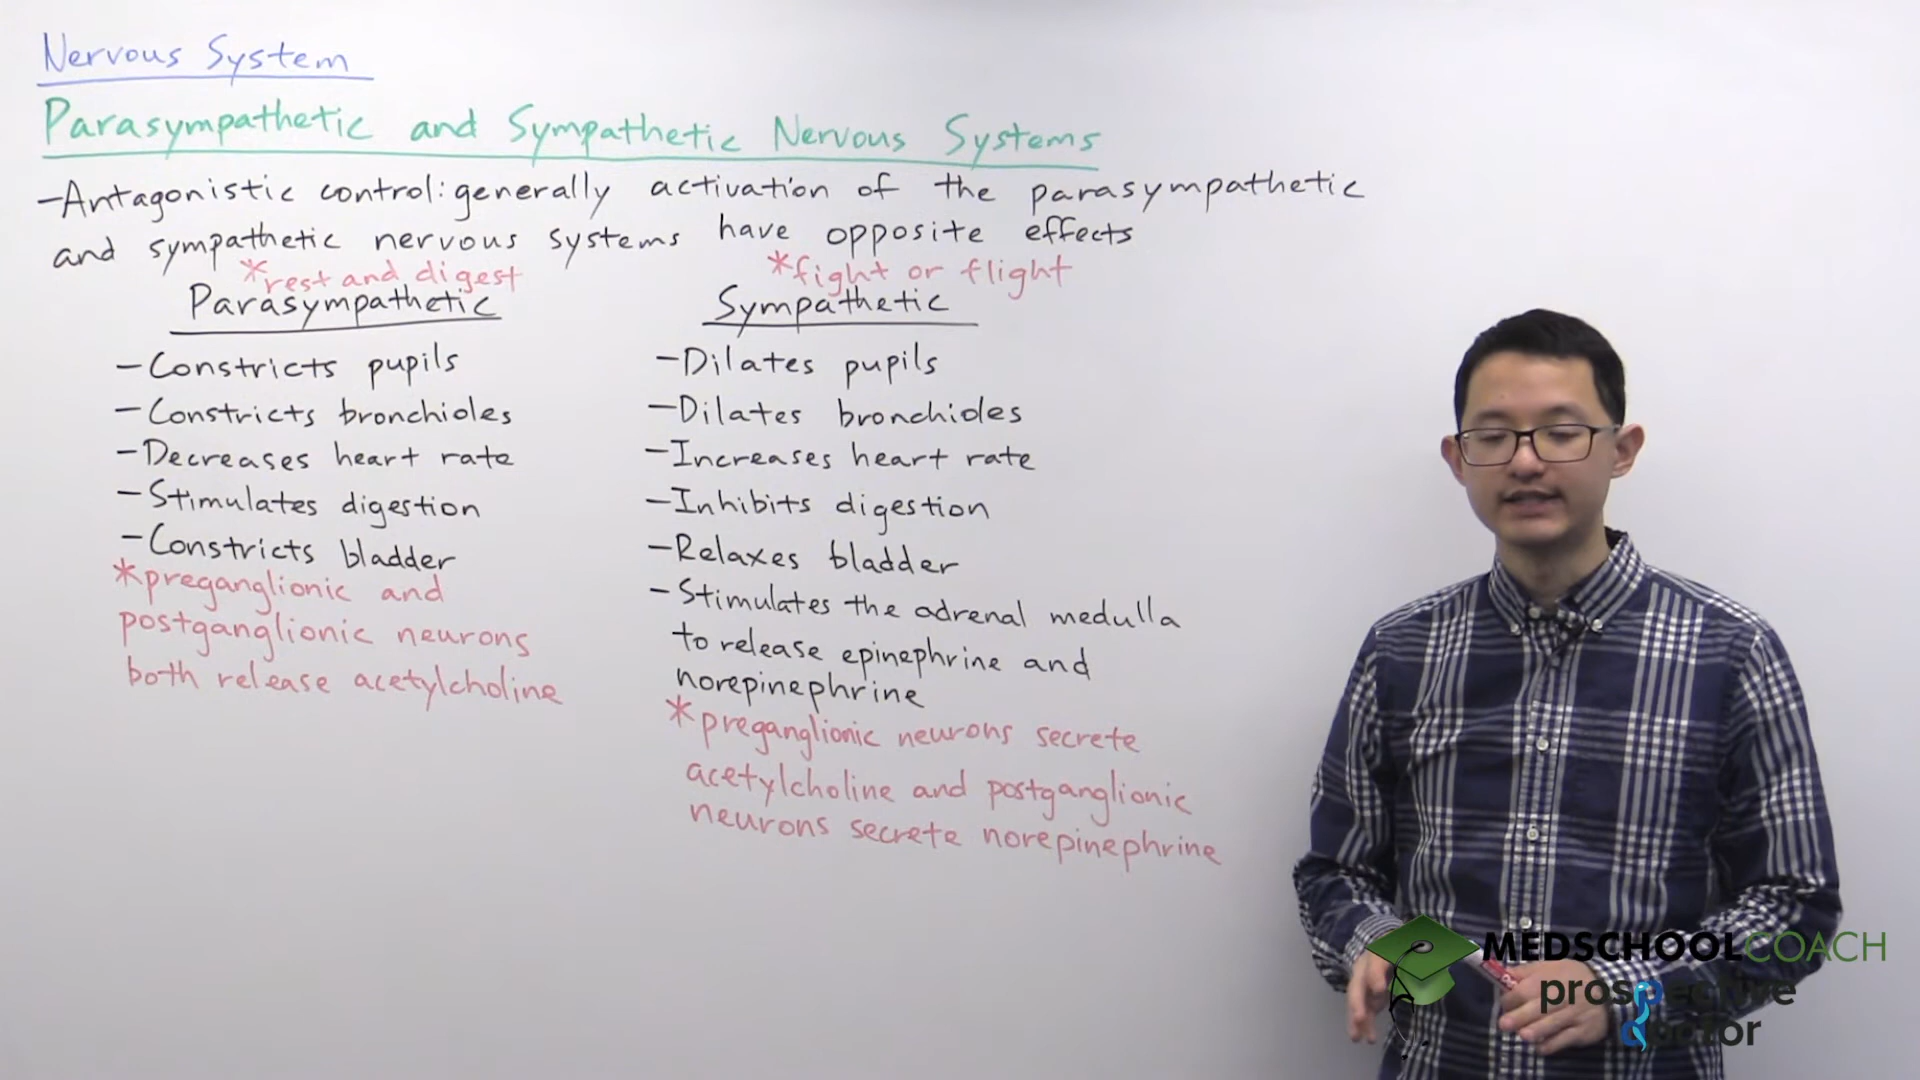 Nervous System
Parasympathetic and Sympathetic Nervous Systems
-Antagonistic control: generally activation of the parasympathetic
and sympathetic nervous systems have opposite effects
*rest and digest
Parasympathetic
-Constricts pupils
-Constricts bronchioles
-Decreases heart rate
-Stimulates digestion
-Constricts bladder
*preganglionic and
postganglionic neurons
both release acetylcholine
*fight or flight
Sympathetic
-Dilates pupils
-Dilates bronchioles
-Increases heart rate
-Inhibits digestion
-Relaxes bladder
-Stimulates the adrenal medulla
to release epinephrine and
norepinephrine
*preganglionic neurons secrete
acetylcholine and postganglionic
neurons secrete norepinephrine
MEDSCHOOLCOACH
prospective
doctor